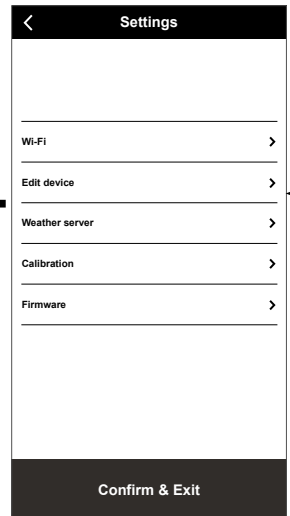 Settings
Wi-Fi
Edit device
Weather server
Calibration
Firmware
Confirm & Exit